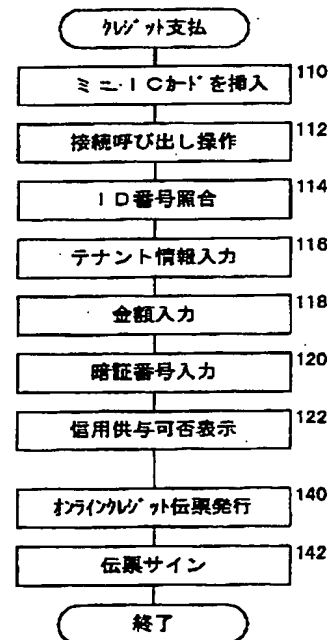 クレジット支払
ミニ・ICカードを挿入
110
接続呼び出し操作
112
ID番号照合
114
テナント情報入力
116
金額入力
118
暗証番号入力
120
信用供与可否表示
122
オンラインクレジット伝票発行
140
伝票サイン
142
終了